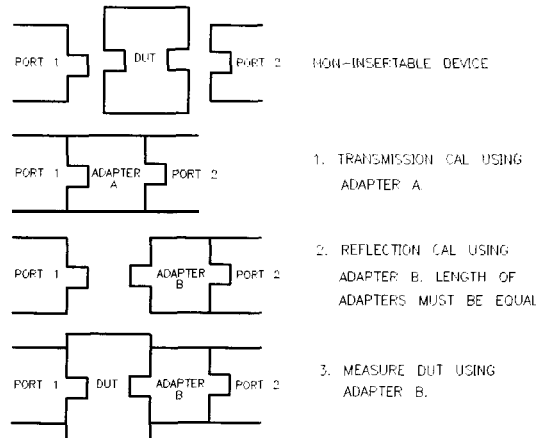 PORT 1 DUT PORT 2 NON-INSERTABLE DEVICE
PORT 1 ADAPTER A PORT 2
1. TRANSMISSION CAL USING
ADAPTER A.
PORT 1 ADAPTER B PORT 2
2. REFLECTION CAL USING
ADAPTER B. LENGTH OF
ADAPTERS MUST BE EQUAL
PORT 1 DUT ADAPTER B PORT 2
3. MEASURE DUT USING
ADAPTER B.